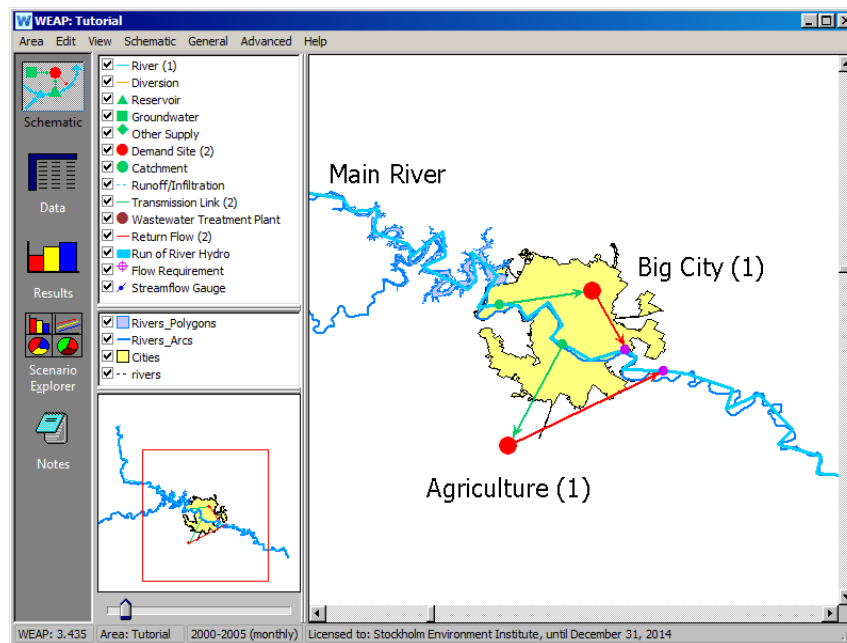 WEAP: Tutorial
Area Edit View Schematic General Advanced Help
Schematic
Data
Results
Scenario
Explorer
Notes
River (1)
Diversion
Reservoir
Groundwater
Other Supply
Demand Site (2)
Catchment
Runoff/Infiltration
Transmission Link (2)
Wastewater Treatment Plant
Return Flow (2)
Run of River Hydro
Flow Requirement
Streamflow Gauge
Rivers_Polygons
Rivers_Arcs
Cities
rivers
Main River
Big City (1)
Agriculture (1)
WEAP: 3.435 Area: Tutorial 2000-2005 (monthly) Licensed to: Stockholm Environment Institute, until December 31, 2014